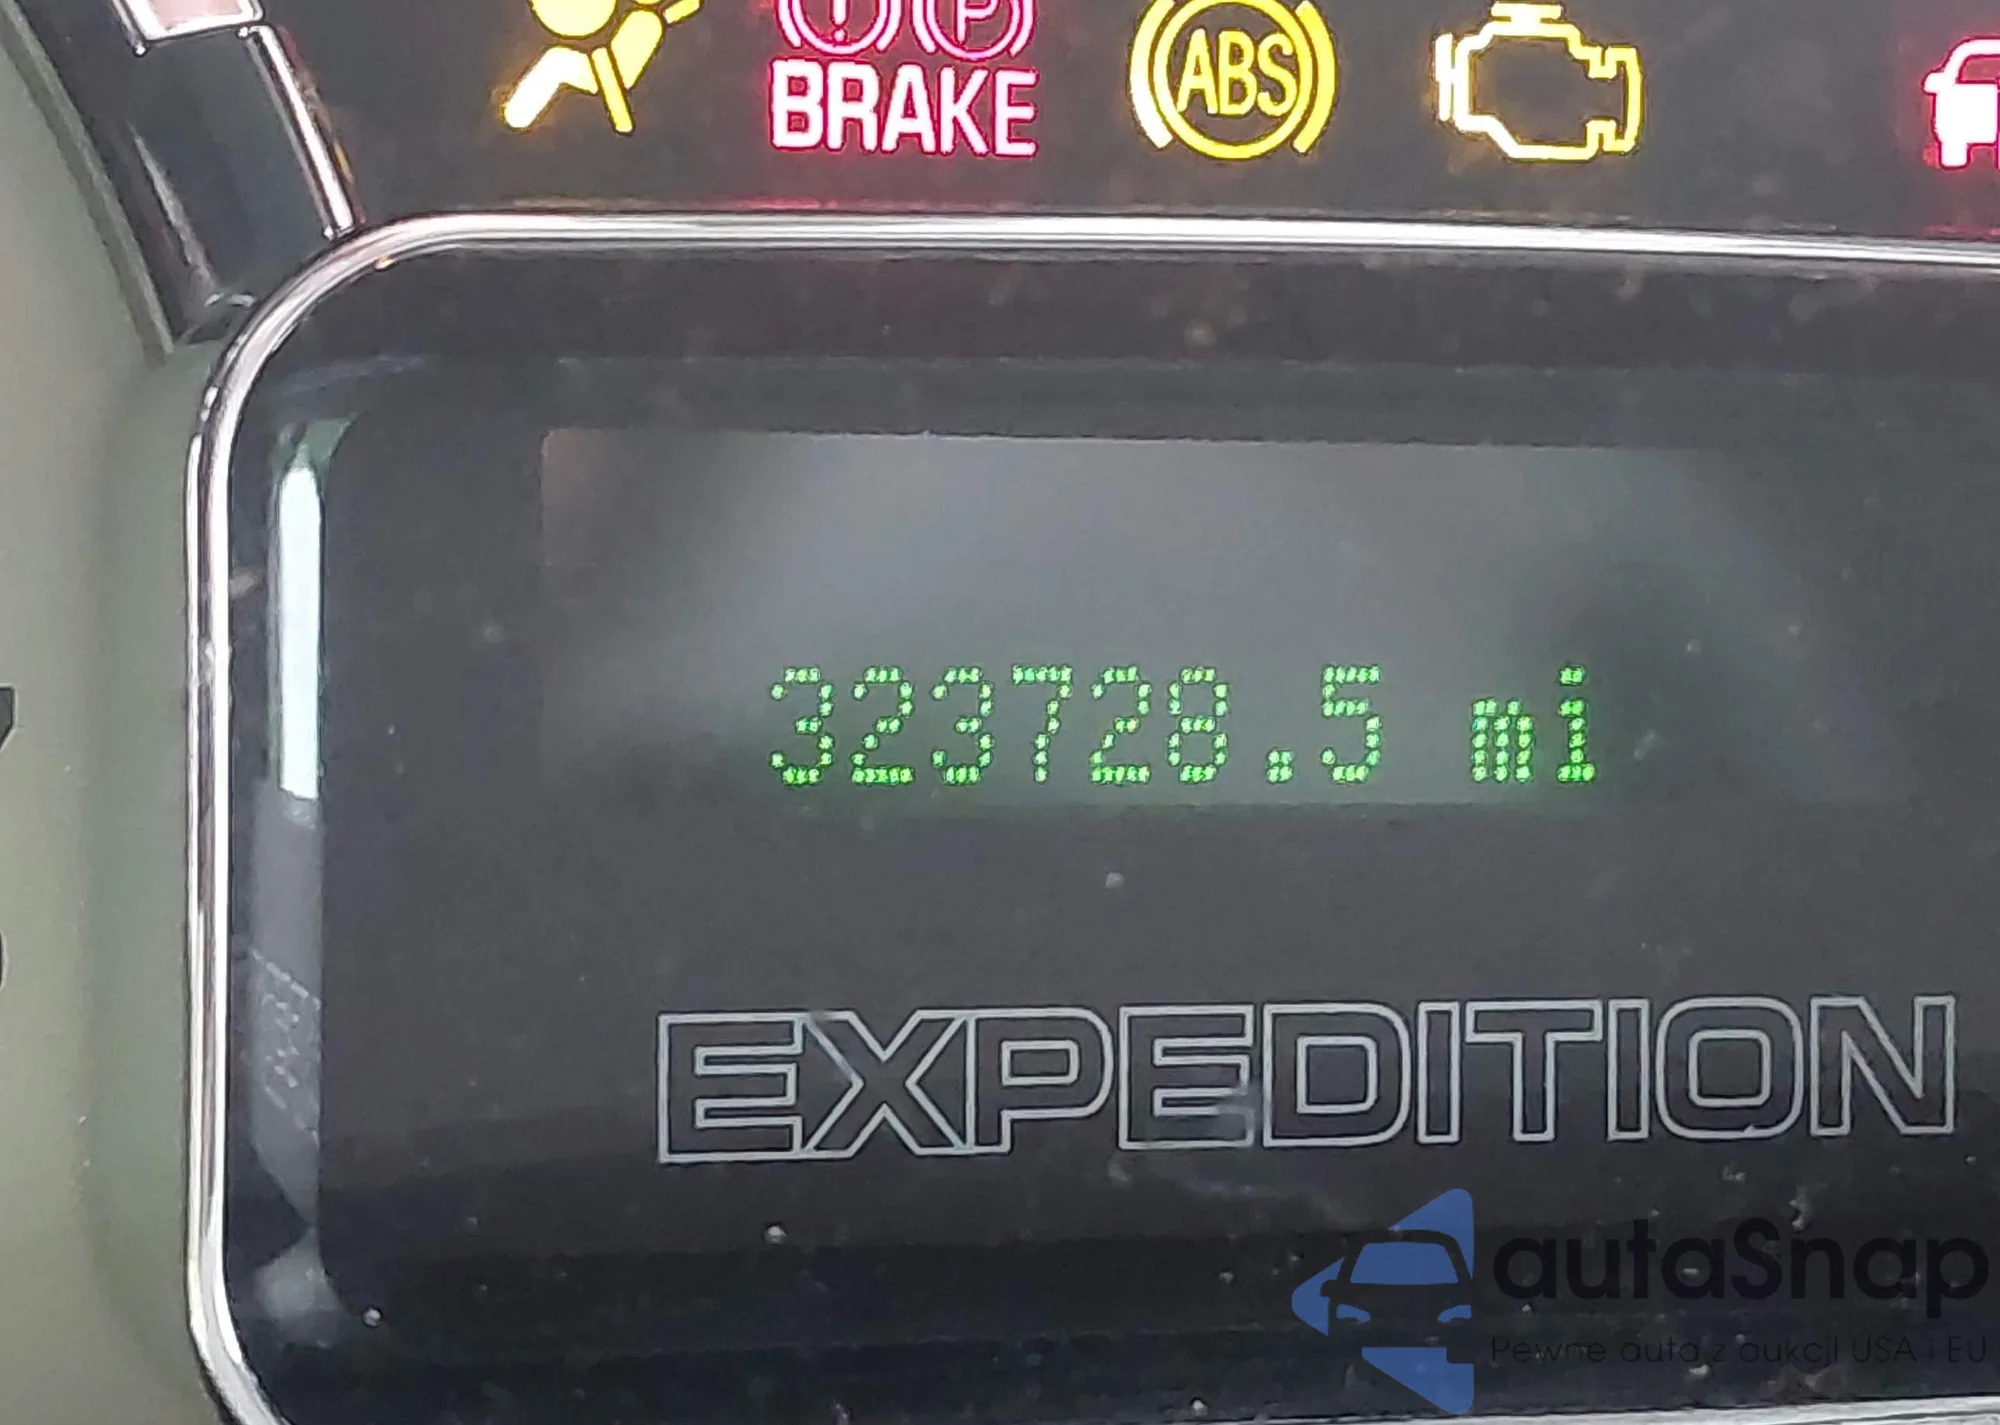 P
BRAKE
ABS
323728.5 mi
EXPEDITION
autaSnap
Pewne auta z aukcji USA i EU